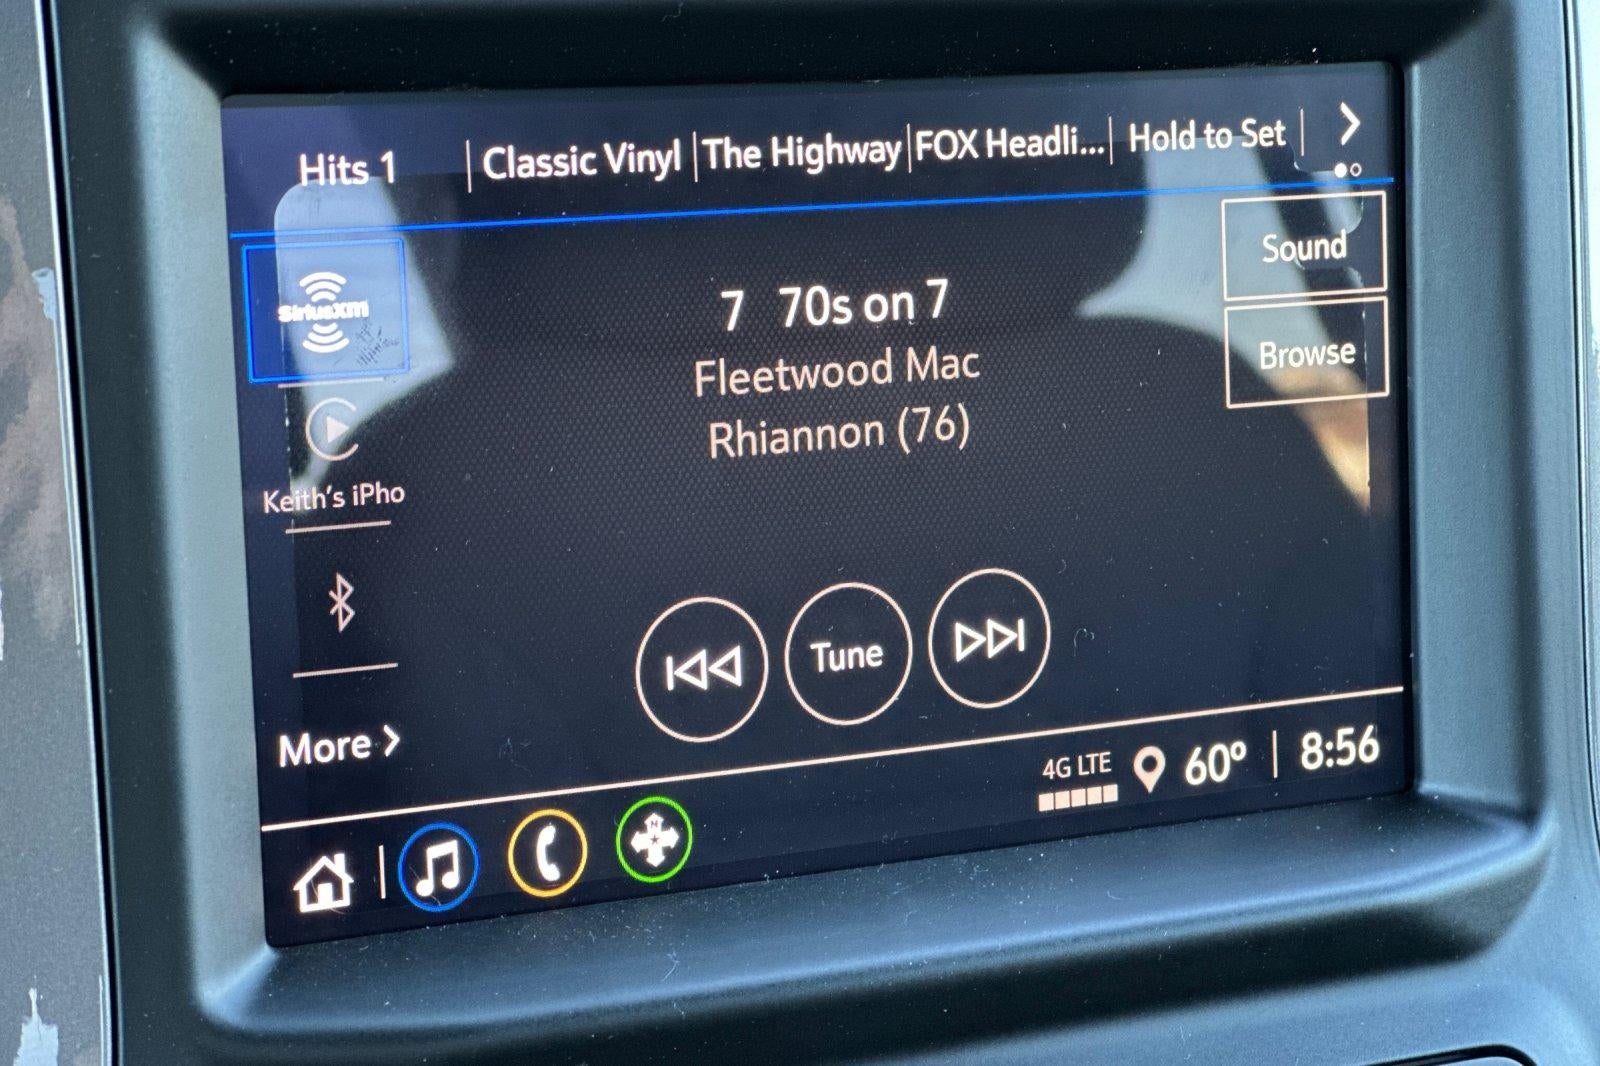 Hits 1 | Classic Vinyl | The Highway | FOX Headli... | Hold to Set |
SiriusXM
Sound
7 70s on 7
Browse
Fleetwood Mac
Rhiannon (76)
Keith's iPho
Tune
More
4G LTE 60° | 8:56
N